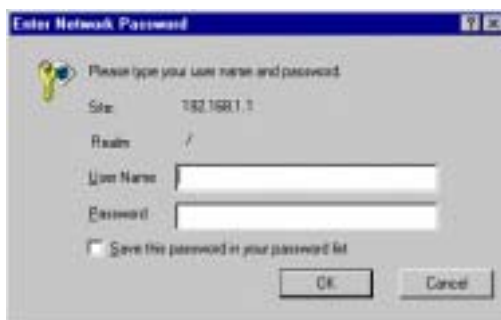 Enter Network Password
Please type your user name and password.
Site: 192.168.1.1
Realm /
User Name
Password
Save this password in your password list
OK Cancel